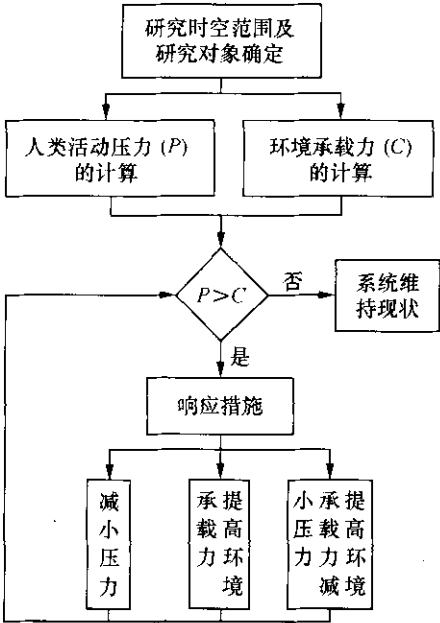 研究时空范围及
研究对象确定
人类活动压力 (P)
的计算
环境承载力 (C)
的计算
P>C
否
系统维
持现状
是
响应措施
减小压力
提高环境
承载力
提高环境
承载力减
小压力